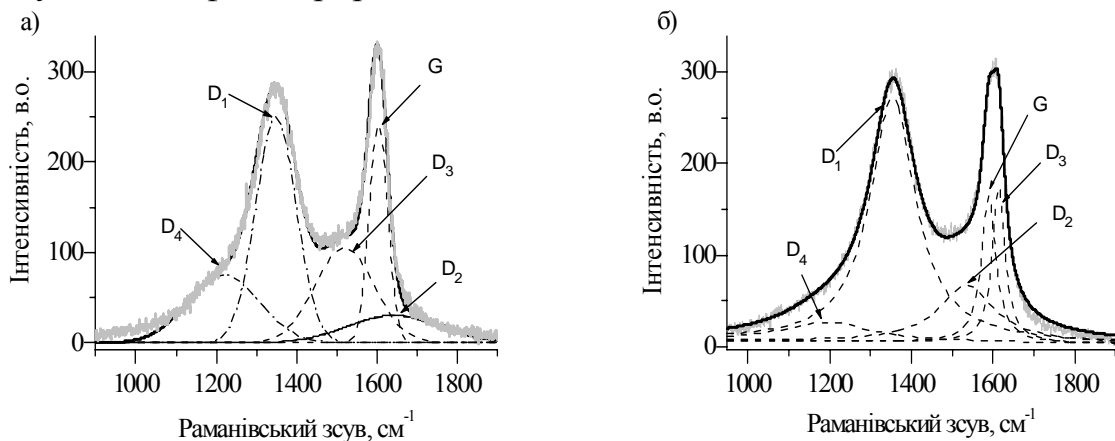 а)
Інтенсивність, в.о.
300
200
100
0
D₁
G
D₃
D₄
D₂
1000 1200 1400 1600 1800
Раманівський зсув, см⁻¹
б)
Інтенсивність, в.о.
300
200
100
0
G
D₁
D₃
D₂
D₄
1000 1200 1400 1600 1800
Раманівський зсув, см⁻¹